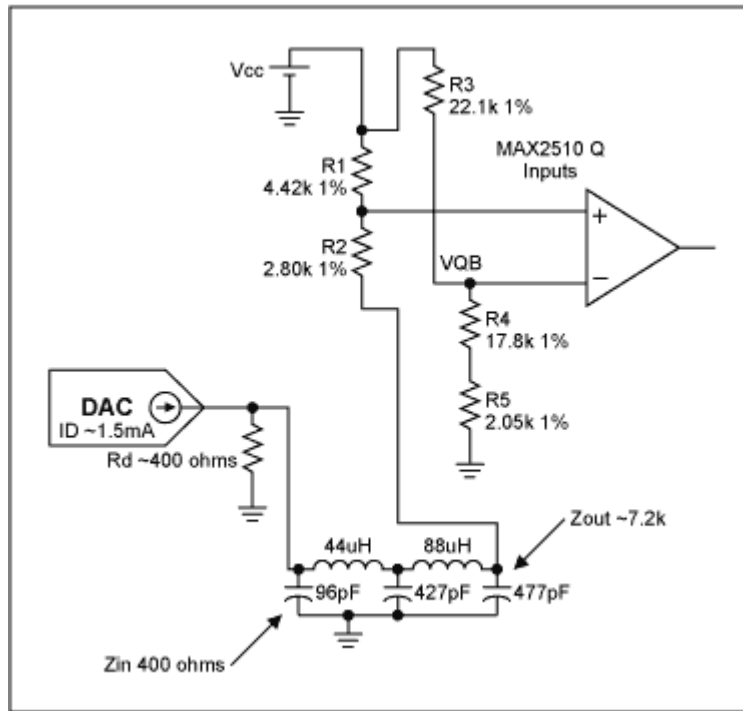 Vcc
R3
22.1k 1%
R1
4.42k 1%
MAX2510 Q
Inputs
+
R2
2.80k 1%
VQB
−
R4
17.8k 1%
R5
2.05k 1%
DAC
ID ~1.5mA
Rd ~400 ohms
Zout ~7.2k
44uH
88uH
96pF
427pF
477pF
Zin 400 ohms